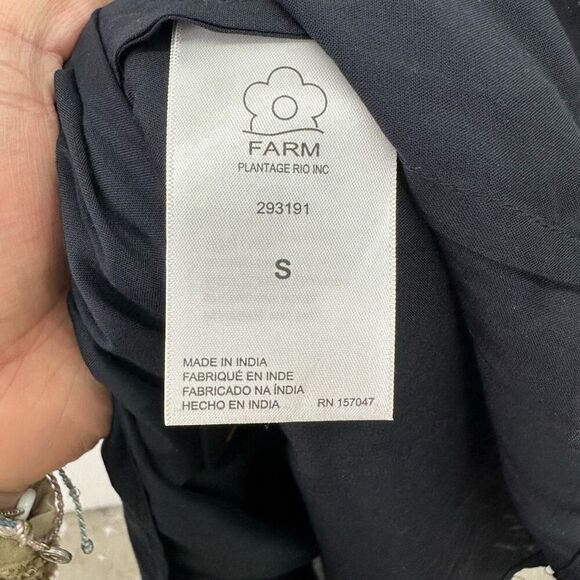 FARM
PLANTAGE RIO INC
293191
S
MADE IN INDIA
FABRIQUÉ EN INDE
FABRICADO NA ÍNDIA
HECHO EN INDIA RN 157047